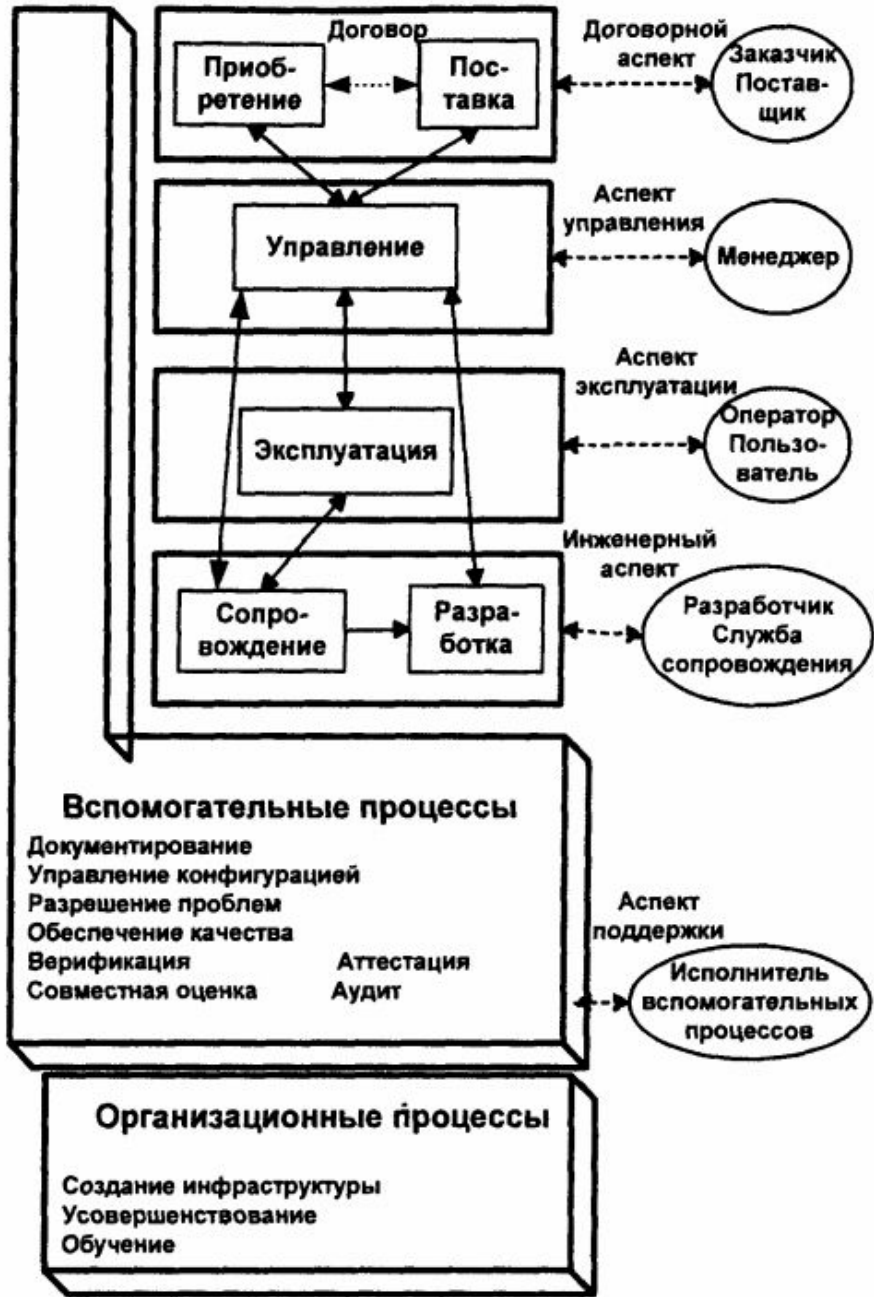 Договор
Приоб-
ретение
Пос-
тавка
Договорной
аспект
Заказчик
Постав-
щик
Управление
Аспект
управления
Менеджер
Эксплуатация
Аспект
эксплуатации
Оператор
Пользо-
ватель
Сопро-
вождение
Разра-
ботка
Инженерный
аспект
Разработчик
Служба
сопровождения
Вспомогательные процессы
Документирование
Управление конфигурацией
Разрешение проблем
Обеспечение качества
Верификация Аттестация
Совместная оценка Аудит
Аспект
поддержки
Исполнитель
вспомогательных
процессов
Организационные процессы
Создание инфраструктуры
Усовершенствование
Обучение